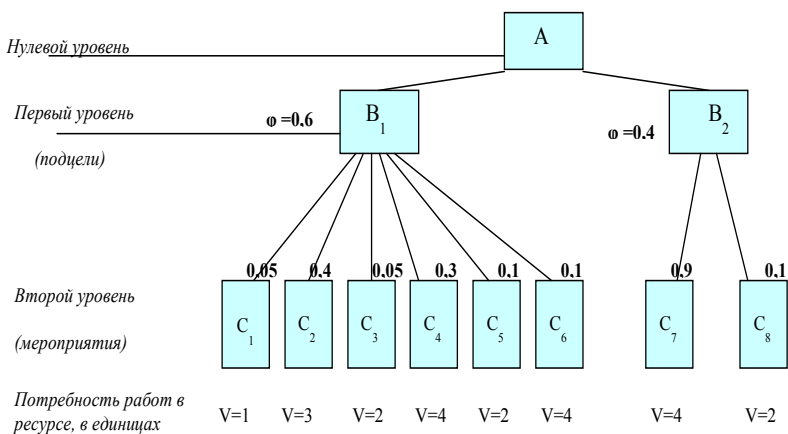 A
Нулевой уровень
Первый уровень
(подцели)
φ =0,6
B1
φ =0,4
B2
0,05 0,4 0,05 0,3 0,1 0,1 0,9 0,1
Второй уровень
(мероприятия)
C1 C2 C3 C4 C5 C6 C7 C8
Потребность работ в
ресурсе, в единицах
V=1 V=3 V=2 V=4 V=2 V=4 V=4 V=2